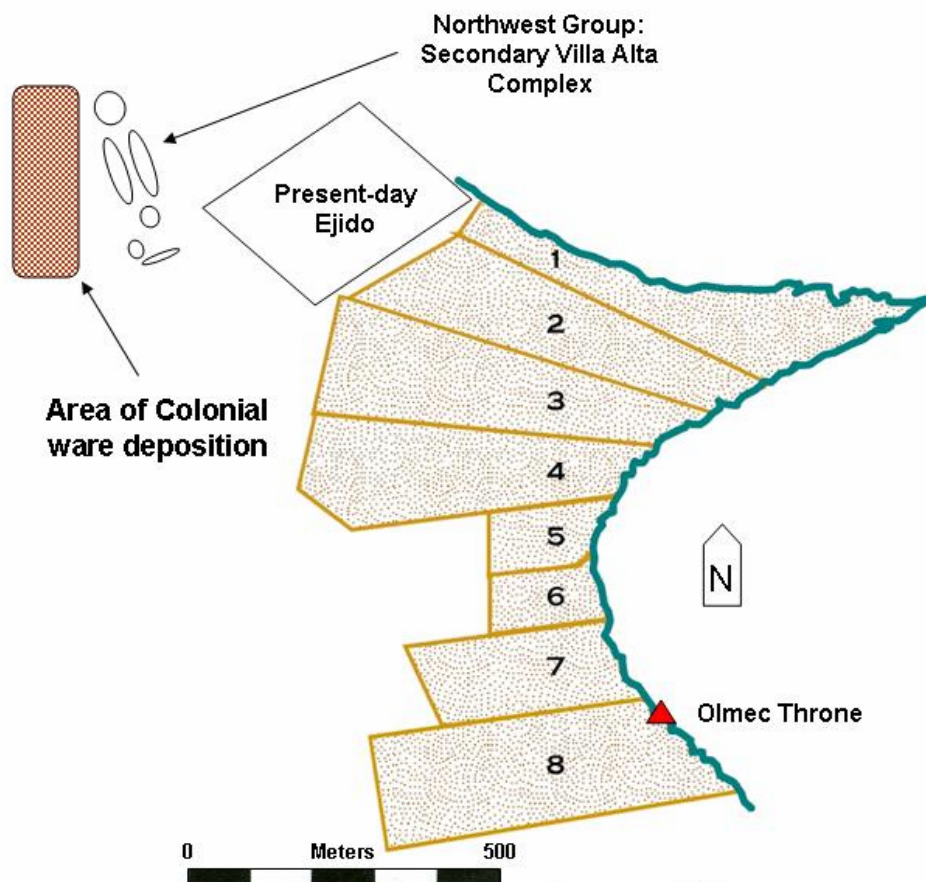 Northwest Group:
Secondary Villa Alta
Complex
Present-day
Ejido
1
2
3
Area of Colonial
ware deposition
4
5
N
6
7
Olmec Throne
8
0 Meters 500